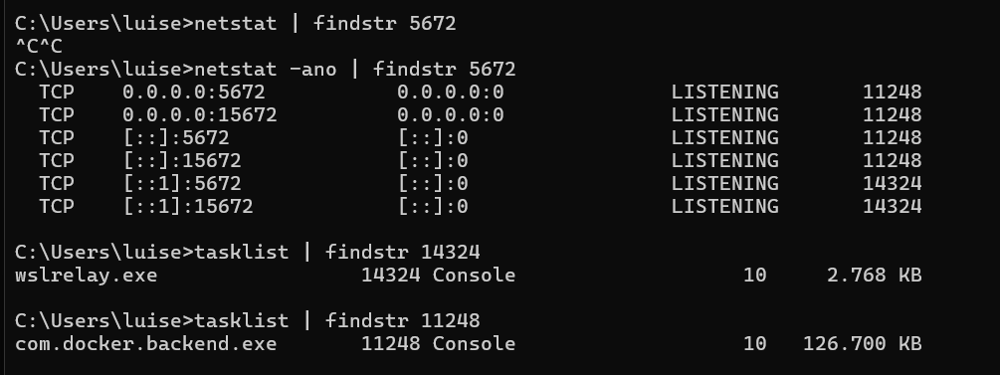 C:\Users\luise>netstat | findstr 5672
^C^C
C:\Users\luise>netstat -ano | findstr 5672
  TCP    0.0.0.0:5672           0.0.0.0:0              LISTENING       11248
  TCP    0.0.0.0:15672          0.0.0.0:0              LISTENING       11248
  TCP    [::]:5672              [::]:0                 LISTENING       11248
  TCP    [::]:15672             [::]:0                 LISTENING       11248
  TCP    [::1]:5672             [::]:0                 LISTENING       14324
  TCP    [::1]:15672            [::]:0                 LISTENING       14324
C:\Users\luise>tasklist | findstr 14324
wslrelay.exe                 14324 Console                   10     2.768 KB
C:\Users\luise>tasklist | findstr 11248
com.docker.backend.exe       11248 Console                   10   126.700 KB